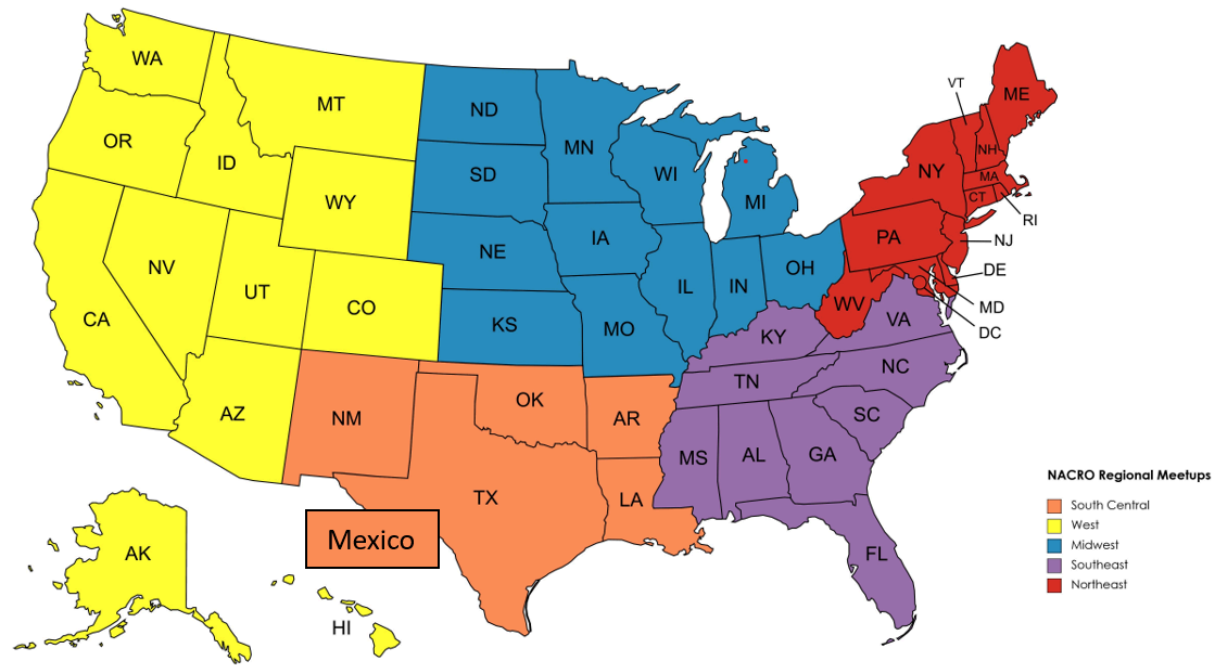 WA
MT
ND
MN
VT
ME
OR
ID
SD
WI
MI
NY
NH
MA
CT
RI
WY
NE
IA
PA
NJ
NV
UT
CO
IL
IN
OH
DE
CA
KS
MO
WV
MD
DC
KY
VA
AZ
NM
OK
AR
TN
NC
SC
MS
AL
GA
TX
LA
Mexico
AK
HI
FL
NACRO Regional Meetups
South Central
West
Midwest
Southeast
Northeast